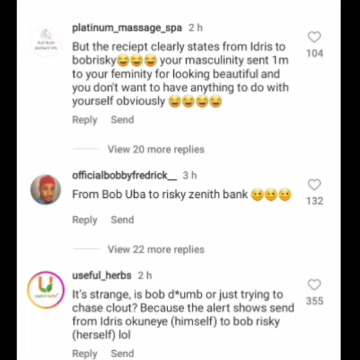 platinum_massage_spa 2 h
But the reciept clearly states from Idris to
bobrisky😂😂😂 your masculinity sent 1m
to your feminity for looking beautiful and
you don't want to have anything to do with
yourself obviously 😂😂😂😂
104
Reply Send
View 20 more replies
officialbobbyfredrick__ 3 h
From Bob Uba to risky zenith bank 🥲🥲🥲
132
Reply Send
View 22 more replies
useful_herbs 2 h
It's strange, is bob d*umb or just trying to
chase clout? Because the alert shows send
from Idris okuneye (himself) to bob risky
(herself) lol
355
Reply Send